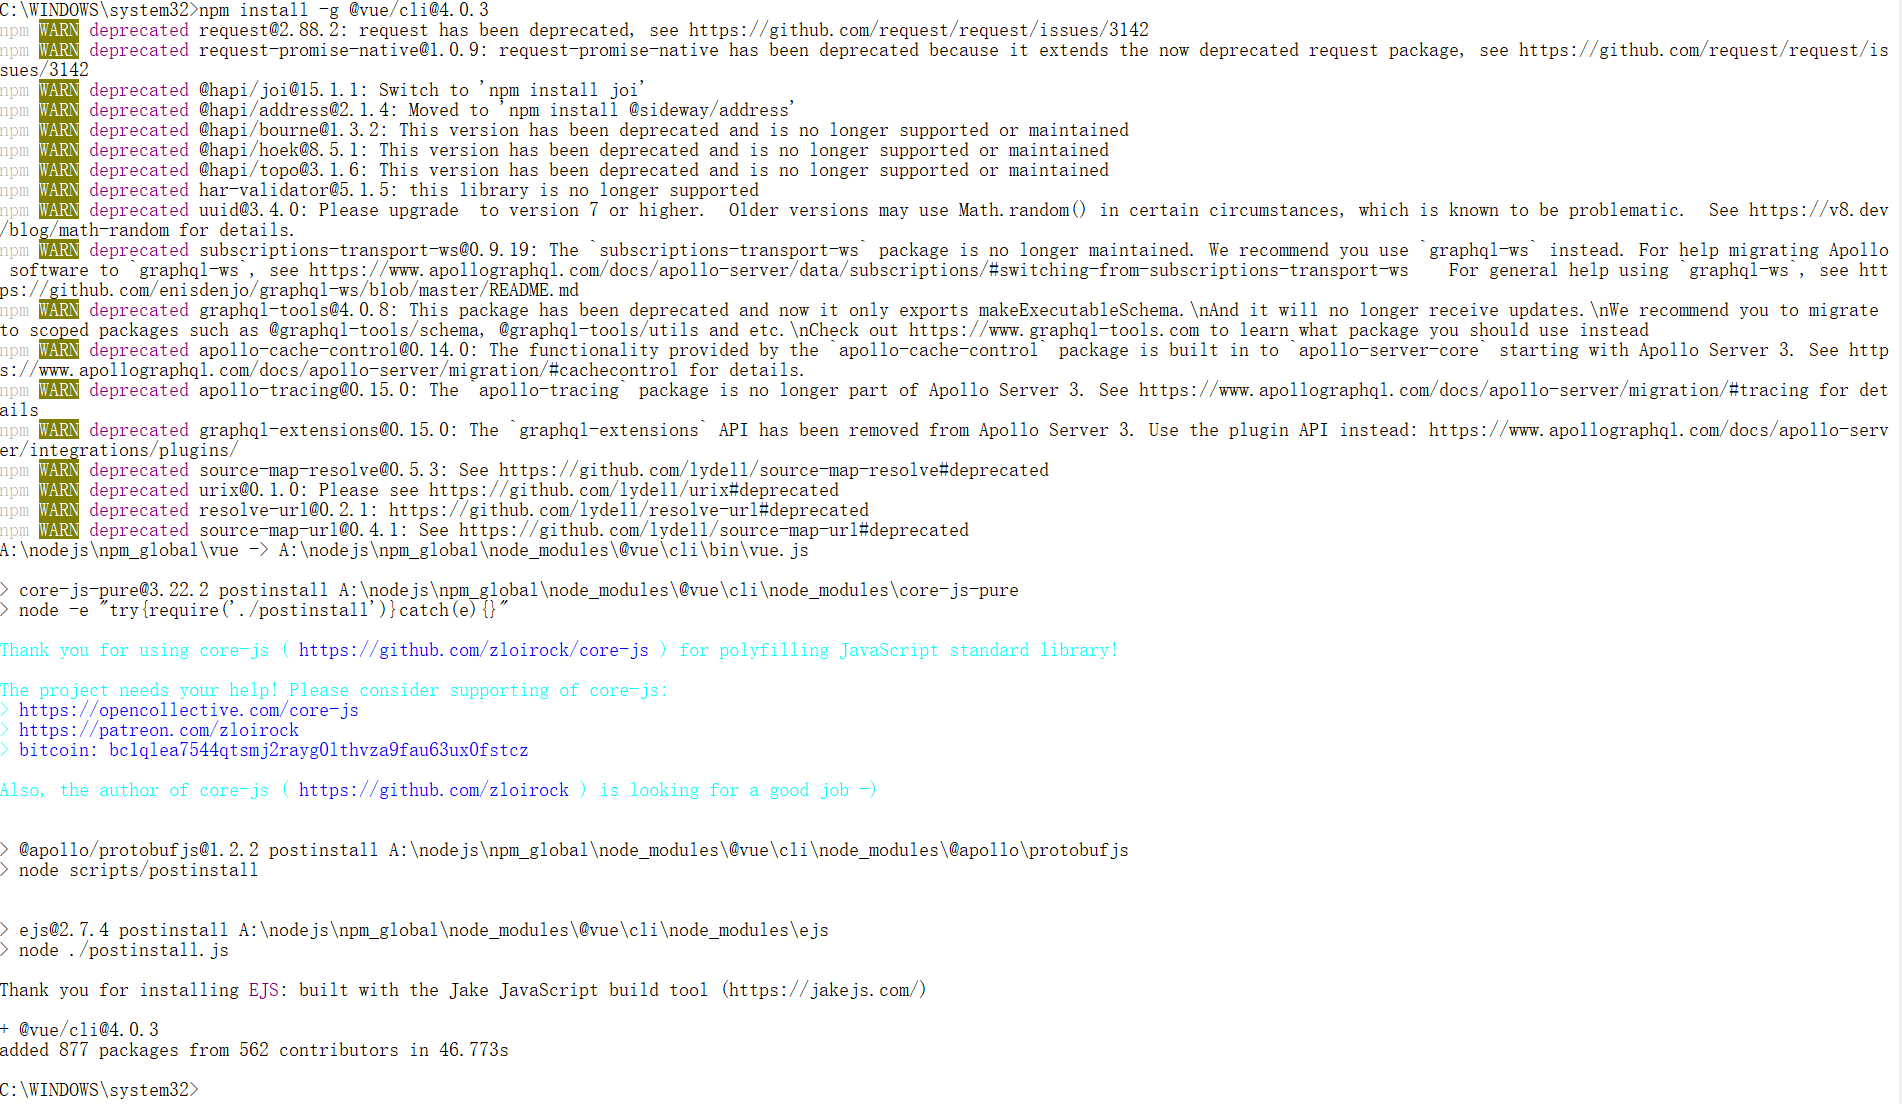 C:\WINDOWS\system32>npm install -g @vue/cli@4.0.3
npm WARN deprecated request@2.88.2: request has been deprecated, see https://github.com/request/request/issues/3142
npm WARN deprecated request-promise-native@1.0.9: request-promise-native has been deprecated because it extends the now deprecated request package, see https://github.com/request/request/is
sues/3142
npm WARN deprecated @hapi/joi@15.1.1: Switch to 'npm install joi'
npm WARN deprecated @hapi/address@2.1.4: Moved to 'npm install @sideway/address'
npm WARN deprecated @hapi/bourne@1.3.2: This version has been deprecated and is no longer supported or maintained
npm WARN deprecated @hapi/hoek@8.5.1: This version has been deprecated and is no longer supported or maintained
npm WARN deprecated @hapi/topo@3.1.6: This version has been deprecated and is no longer supported or maintained
npm WARN deprecated har-validator@5.1.5: this library is no longer supported
npm WARN deprecated uuid@3.4.0: Please upgrade  to version 7 or higher.  Older versions may use Math.random() in certain circumstances, which is known to be problematic.  See https://v8.dev
/blog/math-random for details.
npm WARN deprecated subscriptions-transport-ws@0.9.19: The `subscriptions-transport-ws` package is no longer maintained. We recommend you use `graphql-ws` instead. For help migrating Apollo
 software to `graphql-ws`, see https://www.apollographql.com/docs/apollo-server/data/subscriptions/#switching-from-subscriptions-transport-ws    For general help using `graphql-ws`, see htt
ps://github.com/enisdenjo/graphql-ws/blob/master/README.md
npm WARN deprecated graphql-tools@4.0.8: This package has been deprecated and now it only exports makeExecutableSchema.\nAnd it will no longer receive updates.\nWe recommend you to migrate
to scoped packages such as @graphql-tools/schema, @graphql-tools/utils and etc.\nCheck out https://www.graphql-tools.com to learn what package you should use instead
npm WARN deprecated apollo-cache-control@0.14.0: The functionality provided by the `apollo-cache-control` package is built in to `apollo-server-core` starting with Apollo Server 3. See http
s://www.apollographql.com/docs/apollo-server/migration/#cachecontrol for details.
npm WARN deprecated apollo-tracing@0.15.0: The `apollo-tracing` package is no longer part of Apollo Server 3. See https://www.apollographql.com/docs/apollo-server/migration/#tracing for det
ails
npm WARN deprecated graphql-extensions@0.15.0: The `graphql-extensions` API has been removed from Apollo Server 3. Use the plugin API instead: https://www.apollographql.com/docs/apollo-serv
er/integrations/plugins/
npm WARN deprecated source-map-resolve@0.5.3: See https://github.com/lydell/source-map-resolve#deprecated
npm WARN deprecated urix@0.1.0: Please see https://github.com/lydell/urix#deprecated
npm WARN deprecated resolve-url@0.2.1: https://github.com/lydell/resolve-url#deprecated
npm WARN deprecated source-map-url@0.4.1: See https://github.com/lydell/source-map-url#deprecated
A:\nodejs\npm_global\vue -> A:\nodejs\npm_global\node_modules\@vue\cli\bin\vue.js
> core-js-pure@3.22.2 postinstall A:\nodejs\npm_global\node_modules\@vue\cli\node_modules\core-js-pure
> node -e "try{require('./postinstall')}catch(e){}"
Thank you for using core-js ( https://github.com/zloirock/core-js ) for polyfilling JavaScript standard library!
The project needs your help! Please consider supporting of core-js:
> https://opencollective.com/core-js
> https://patreon.com/zloirock
> bitcoin: bc1qlea7544qtsmj2rayg0lthvza9fau63ux0fstcz
Also, the author of core-js ( https://github.com/zloirock ) is looking for a good job -)
> @apollo/protobufjs@1.2.2 postinstall A:\nodejs\npm_global\node_modules\@vue\cli\node_modules\@apollo\protobufjs
> node scripts/postinstall
> ejs@2.7.4 postinstall A:\nodejs\npm_global\node_modules\@vue\cli\node_modules\ejs
> node ./postinstall.js
Thank you for installing EJS: built with the Jake JavaScript build tool (https://jakejs.com/)
+ @vue/cli@4.0.3
added 877 packages from 562 contributors in 46.773s
C:\WINDOWS\system32>